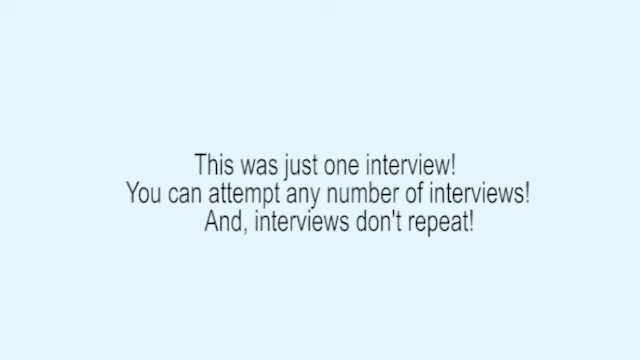 This was just one interview!
You can attempt any number of interviews!
And, interviews don't repeat!